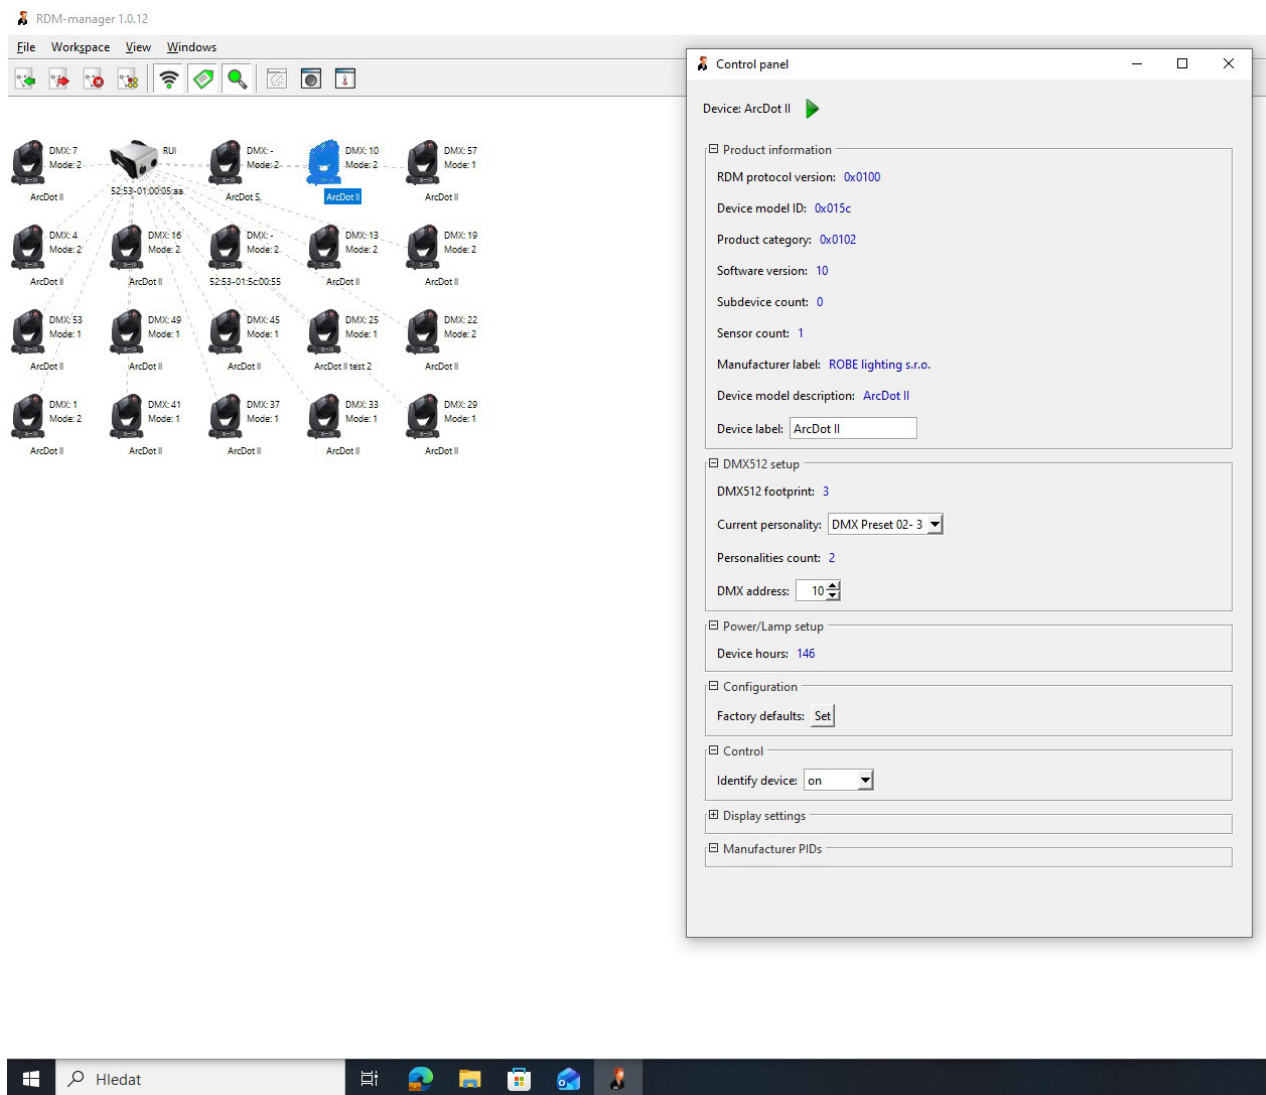 RDM-manager 1.0.12
File Workspace View Windows
DMX: 7
Mode: 2
ArcDot II
RUI
52:53-01:00:05:aa
DMX: -
Mode: 2
ArcDot S.
DMX: 10
Mode: 2
ArcDot II
DMX: 57
Mode: 1
ArcDot II
DMX: 4
Mode: 2
ArcDot II
DMX: 16
Mode: 2
ArcDot II
DMX: -
Mode: 2
52:53-01:5c:00:55
DMX: 13
Mode: 2
ArcDot II
DMX: 19
Mode: 2
ArcDot II
DMX: 53
Mode: 1
ArcDot II
DMX: 49
Mode: 1
ArcDot II
DMX: 45
Mode: 1
ArcDot II
DMX: 25
Mode: 1
ArcDot II test 2
DMX: 22
Mode: 2
ArcDot II
DMX: 1
Mode: 2
ArcDot II
DMX: 41
Mode: 1
ArcDot II
DMX: 37
Mode: 1
ArcDot II
DMX: 33
Mode: 1
ArcDot II
DMX: 29
Mode: 1
ArcDot II
Control panel
Device: ArcDot II
Product information
RDM protocol version: 0x0100
Device model ID: 0x015c
Product category: 0x0102
Software version: 10
Subdevice count: 0
Sensor count: 1
Manufacturer label: ROBE lighting s.r.o.
Device model description: ArcDot II
Device label: ArcDot II
DMX512 setup
DMX512 footprint: 3
Current personality: DMX Preset 02- 3
Personalities count: 2
DMX address: 10
Power/Lamp setup
Device hours: 146
Configuration
Factory defaults: Set
Control
Identify device: on
Display settings
Manufacturer PIDs
Hledat